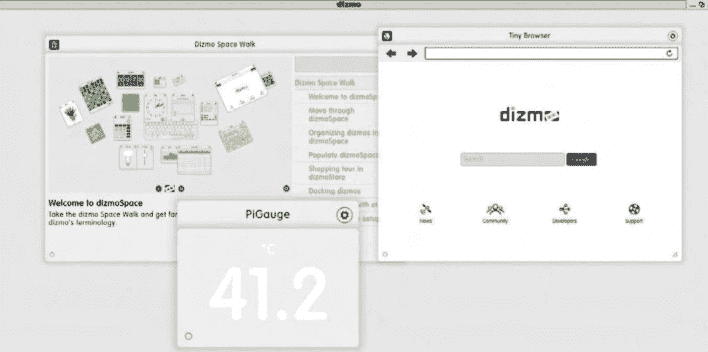 dizmo
Dizmo Space Walk
Dizmo Space Walk
Welcome to dizmoSp
Move through
dizmoSpace
Organizing dizmos in
dizmoSpace
Populate dizmoSpace
Shopping tour in
dizmoStore
Docking dizmos
Welcome to dizmoSpace
Take the dizmo Space Walk and get fa
dizmo's terminology.
Tiny Browser
dizmo
Search
News
Community
Developers
Support
PiGauge
°C
41.2